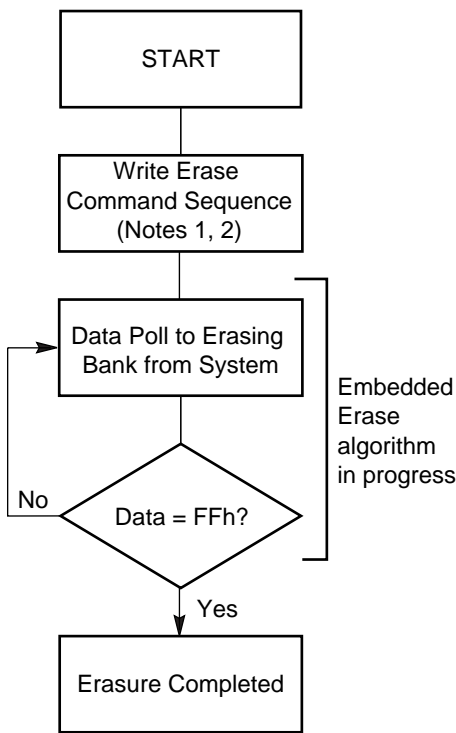 START
Write Erase
Command Sequence
(Notes 1, 2)
Data Poll to Erasing
Bank from System
Embedded
Erase
algorithm
in progress
No
Data = FFh?
Yes
Erasure Completed